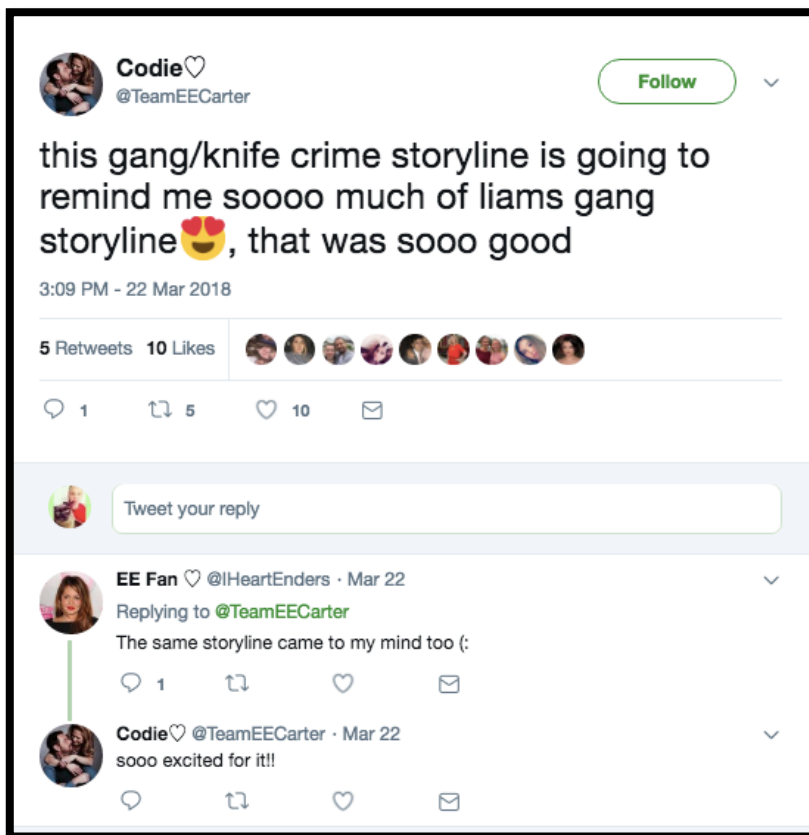 Codie♡
@TeamEECarter
Follow
this gang/knife crime storyline is going to
remind me soooo much of liams gang
storyline😍, that was sooo good
3:09 PM - 22 Mar 2018
5 Retweets 10 Likes
1 5 10
Tweet your reply
EE Fan ♡ @IHeartEnders · Mar 22
Replying to @TeamEECarter
The same storyline came to my mind too (:
1
Codie♡ @TeamEECarter · Mar 22
sooo excited for it!!